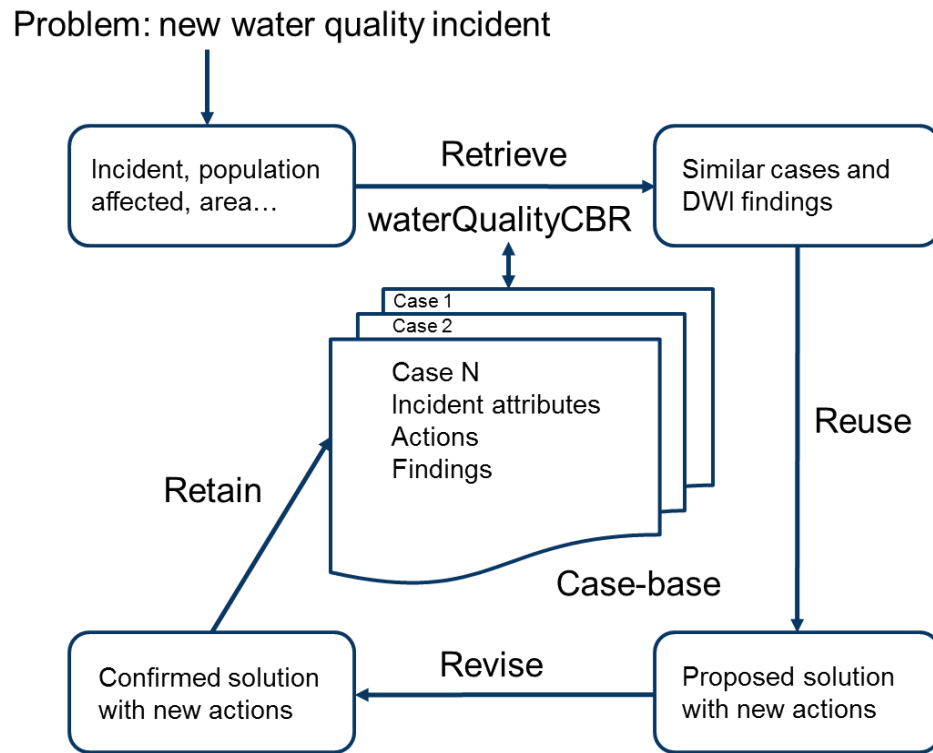 Problem: new water quality incident
Incident, population
affected, area…
Retrieve
Similar cases and
DWI findings
waterQualityCBR
Case 1
Case 2
Case N
Incident attributes
Actions
Findings
Reuse
Retain
Case-base
Confirmed solution
with new actions
Revise
Proposed solution
with new actions